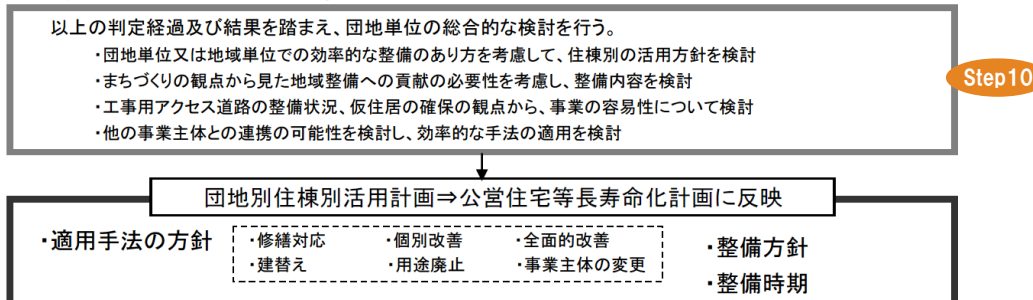 以上の判定経過及び結果を踏まえ、団地単位の総合的な検討を行う。
・団地単位又は地域単位での効率的な整備のあり方を考慮して、住棟別の活用方針を検討
・まちづくりの観点から見た地域整備への貢献の必要性を考慮し、整備内容を検討
・工事用アクセス道路の整備状況、仮住居の確保の観点から、事業の容易性について検討
・他の事業主体との連携の可能性を検討し、効率的な手法の適用を検討
Step10
団地別住棟別活用計画⇒公営住宅等長寿命化計画に反映
・適用手法の方針
・修繕対応 ・個別改善 ・全面的改善
・建替え ・用途廃止 ・事業主体の変更
・整備方針
・整備時期